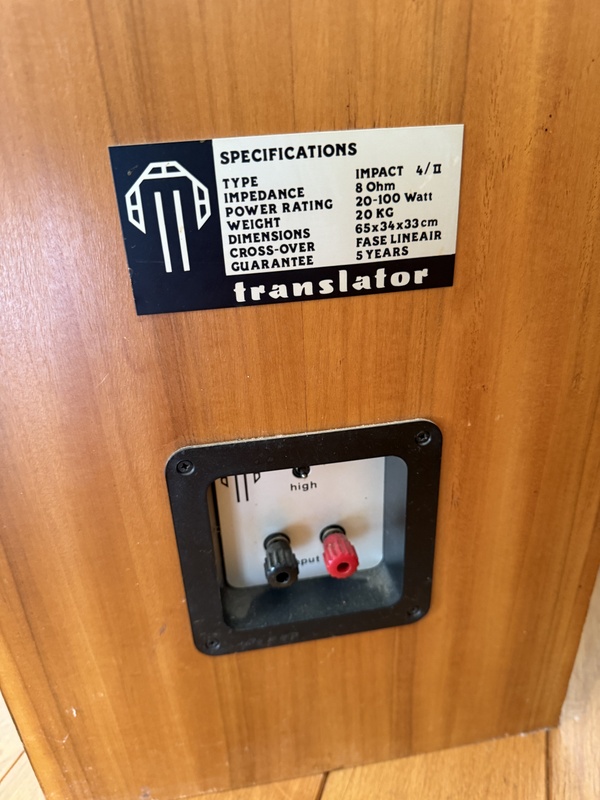 SPECIFICATIONS
TYPE IMPACT 4/II
IMPEDANCE 8 Ohm
POWER RATING 20-100 Watt
WEIGHT 20 KG
DIMENSIONS 65x34x33cm
CROSS-OVER FASE LINEAIR
GUARANTEE 5 YEARS
translator
high